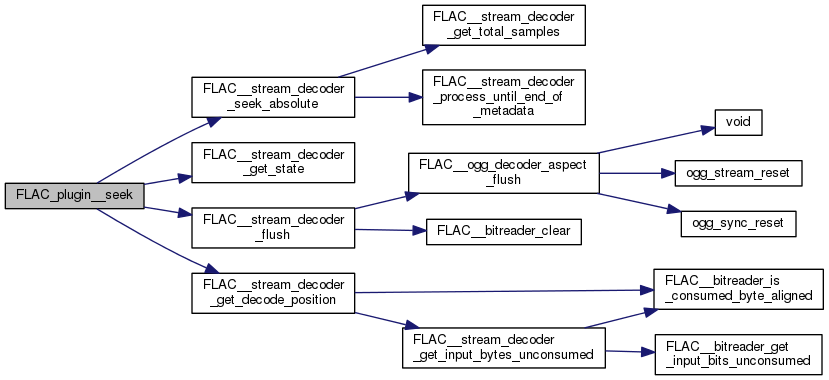 FLAC_plugin__seek
FLAC__stream_decoder
_seek_absolute
FLAC__stream_decoder
_get_state
FLAC__stream_decoder
_flush
FLAC__stream_decoder
_get_decode_position
FLAC__stream_decoder
_get_total_samples
FLAC__stream_decoder
_process_until_end_of
_metadata
FLAC__ogg_decoder_aspect
_flush
FLAC__bitreader_clear
FLAC__stream_decoder
_get_input_bytes_unconsumed
void
ogg_stream_reset
ogg_sync_reset
FLAC__bitreader_is
_consumed_byte_aligned
FLAC__bitreader_get
_input_bits_unconsumed